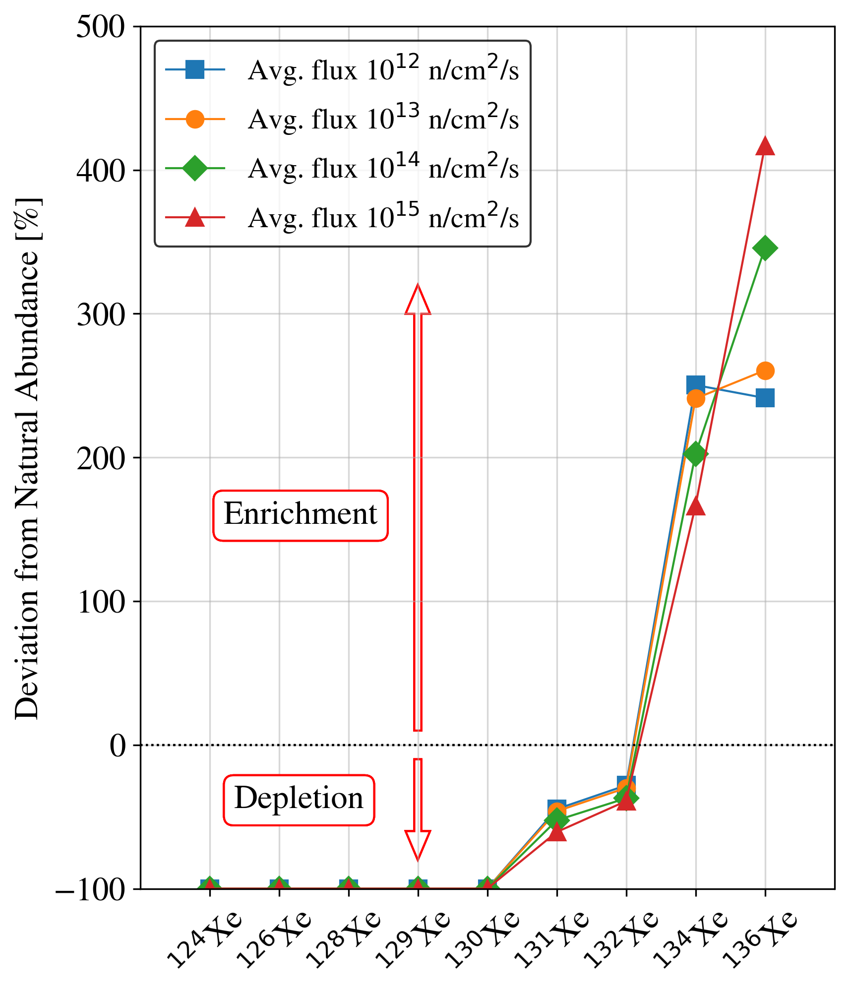 Deviation from Natural Abundance [%]
500
400
300
200
100
0
−100
Avg. flux 10¹² n/cm²/s
Avg. flux 10¹³ n/cm²/s
Avg. flux 10¹⁴ n/cm²/s
Avg. flux 10¹⁵ n/cm²/s
Enrichment
Depletion
¹²⁴Xe
¹²⁶Xe
¹²⁸Xe
¹²⁹Xe
¹³⁰Xe
¹³¹Xe
¹³²Xe
¹³⁴Xe
¹³⁶Xe